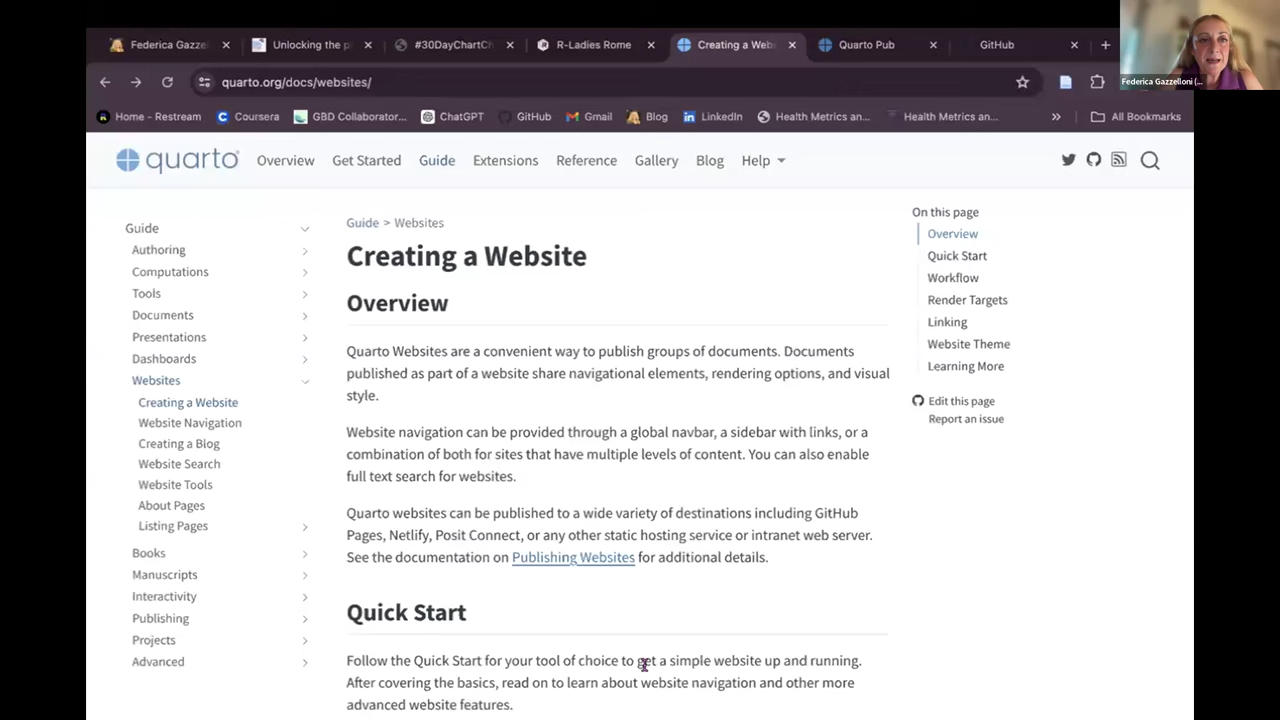 Federica Gazze
Unlocking the p
#30DayChartCh
R-Ladies Rome
Creating a Web
Quarto Pub
GitHub
Federica Gazzelloni (...
quarto.org/docs/websites/
Home - Restream
Coursera
GBD Collaborator...
ChatGPT
GitHub
Gmail
Blog
LinkedIn
Health Metrics an...
Health Metrics an...
All Bookmarks
quarto
Overview
Get Started
Guide
Extensions
Reference
Gallery
Blog
Help
Guide
Authoring
Computations
Tools
Documents
Presentations
Dashboards
Websites
Creating a Website
Website Navigation
Creating a Blog
Website Search
Website Tools
About Pages
Listing Pages
Books
Manuscripts
Interactivity
Publishing
Projects
Advanced
Guide > Websites
Creating a Website
Overview
Quarto Websites are a convenient way to publish groups of documents. Documents
published as part of a website share navigational elements, rendering options, and visual
style.
Website navigation can be provided through a global navbar, a sidebar with links, or a
combination of both for sites that have multiple levels of content. You can also enable
full text search for websites.
Quarto websites can be published to a wide variety of destinations including GitHub
Pages, Netlify, Posit Connect, or any other static hosting service or intranet web server.
See the documentation on Publishing Websites for additional details.
Quick Start
Follow the Quick Start for your tool of choice to get a simple website up and running.
After covering the basics, read on to learn about website navigation and other more
advanced website features.
On this page
Overview
Quick Start
Workflow
Render Targets
Linking
Website Theme
Learning More
Edit this page
Report an issue